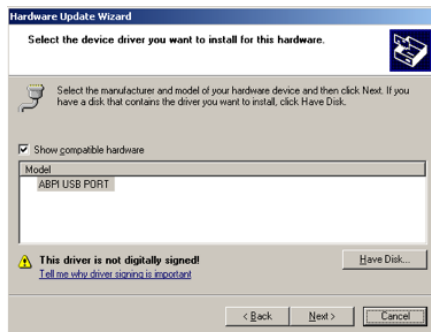 Hardware Update Wizard
Select the device driver you want to install for this hardware.
Select the manufacturer and model of your hardware device and then click Next. If you
have a disk that contains the driver you want to install, click Have Disk.
Show compatible hardware
Model
ABPI USB PORT
This driver is not digitally signed!
Tell me why driver signing is important
Have Disk...
< Back
Next >
Cancel